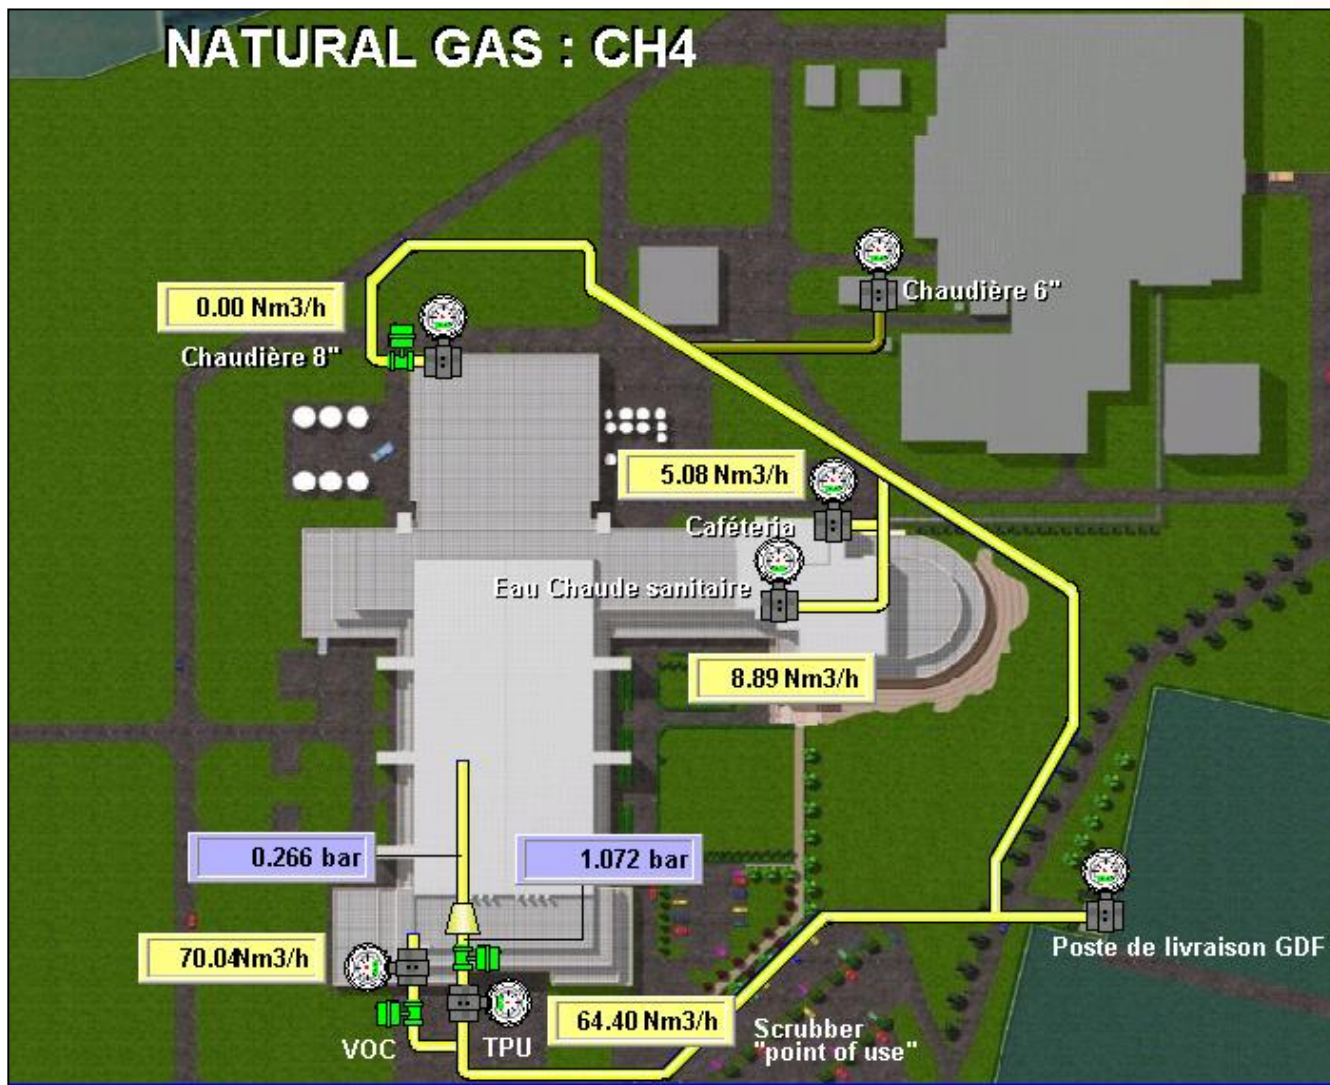 NATURAL GAS : CH4
0.00 Nm3/h
Chaudière 8"
Chaudière 6"
5.08 Nm3/h
Caféteria
Eau Chaude sanitaire
8.89 Nm3/h
0.266 bar
1.072 bar
70.04Nm3/h
Poste de livraison GDF
64.40 Nm3/h
Scrubber
"point of use"
VOC
TPU